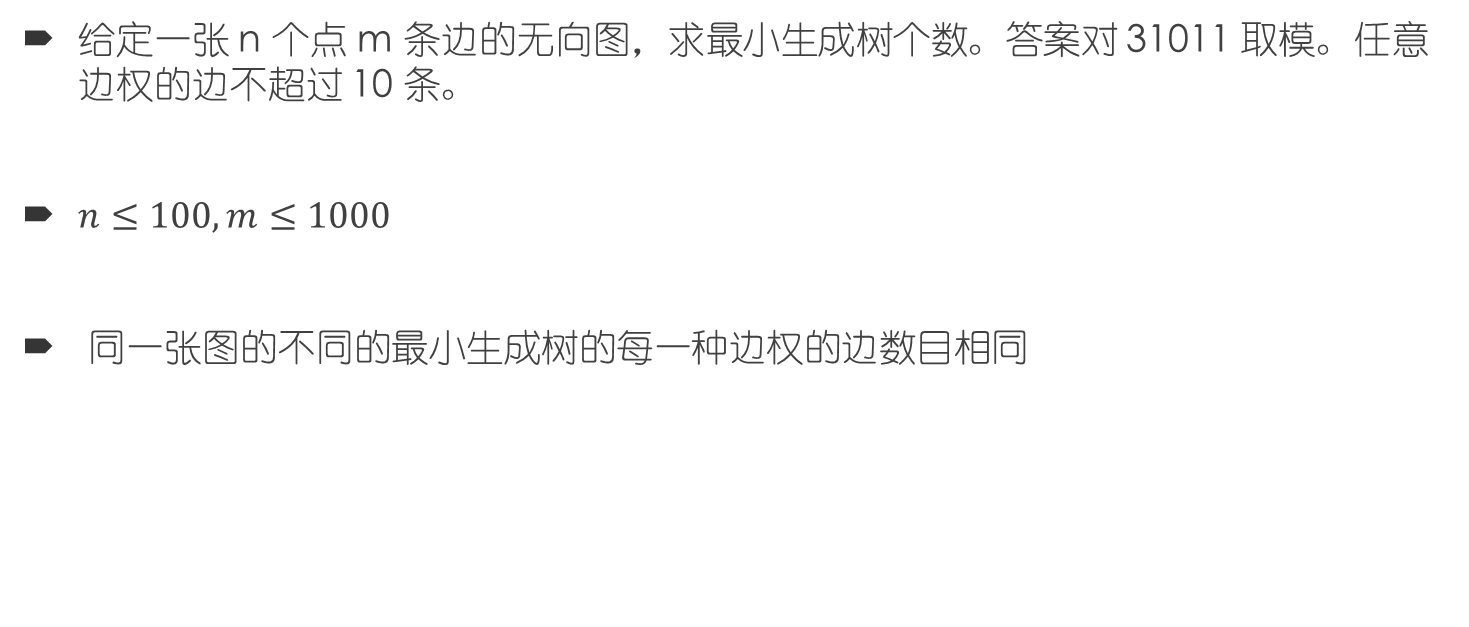 给定一张 n 个点 m 条边的无向图，求最小生成树个数。答案对 31011 取模。任意
边权的边不超过 10 条。
n ≤ 100, m ≤ 1000
同一张图的不同的最小生成树的每一种边权的边数目相同